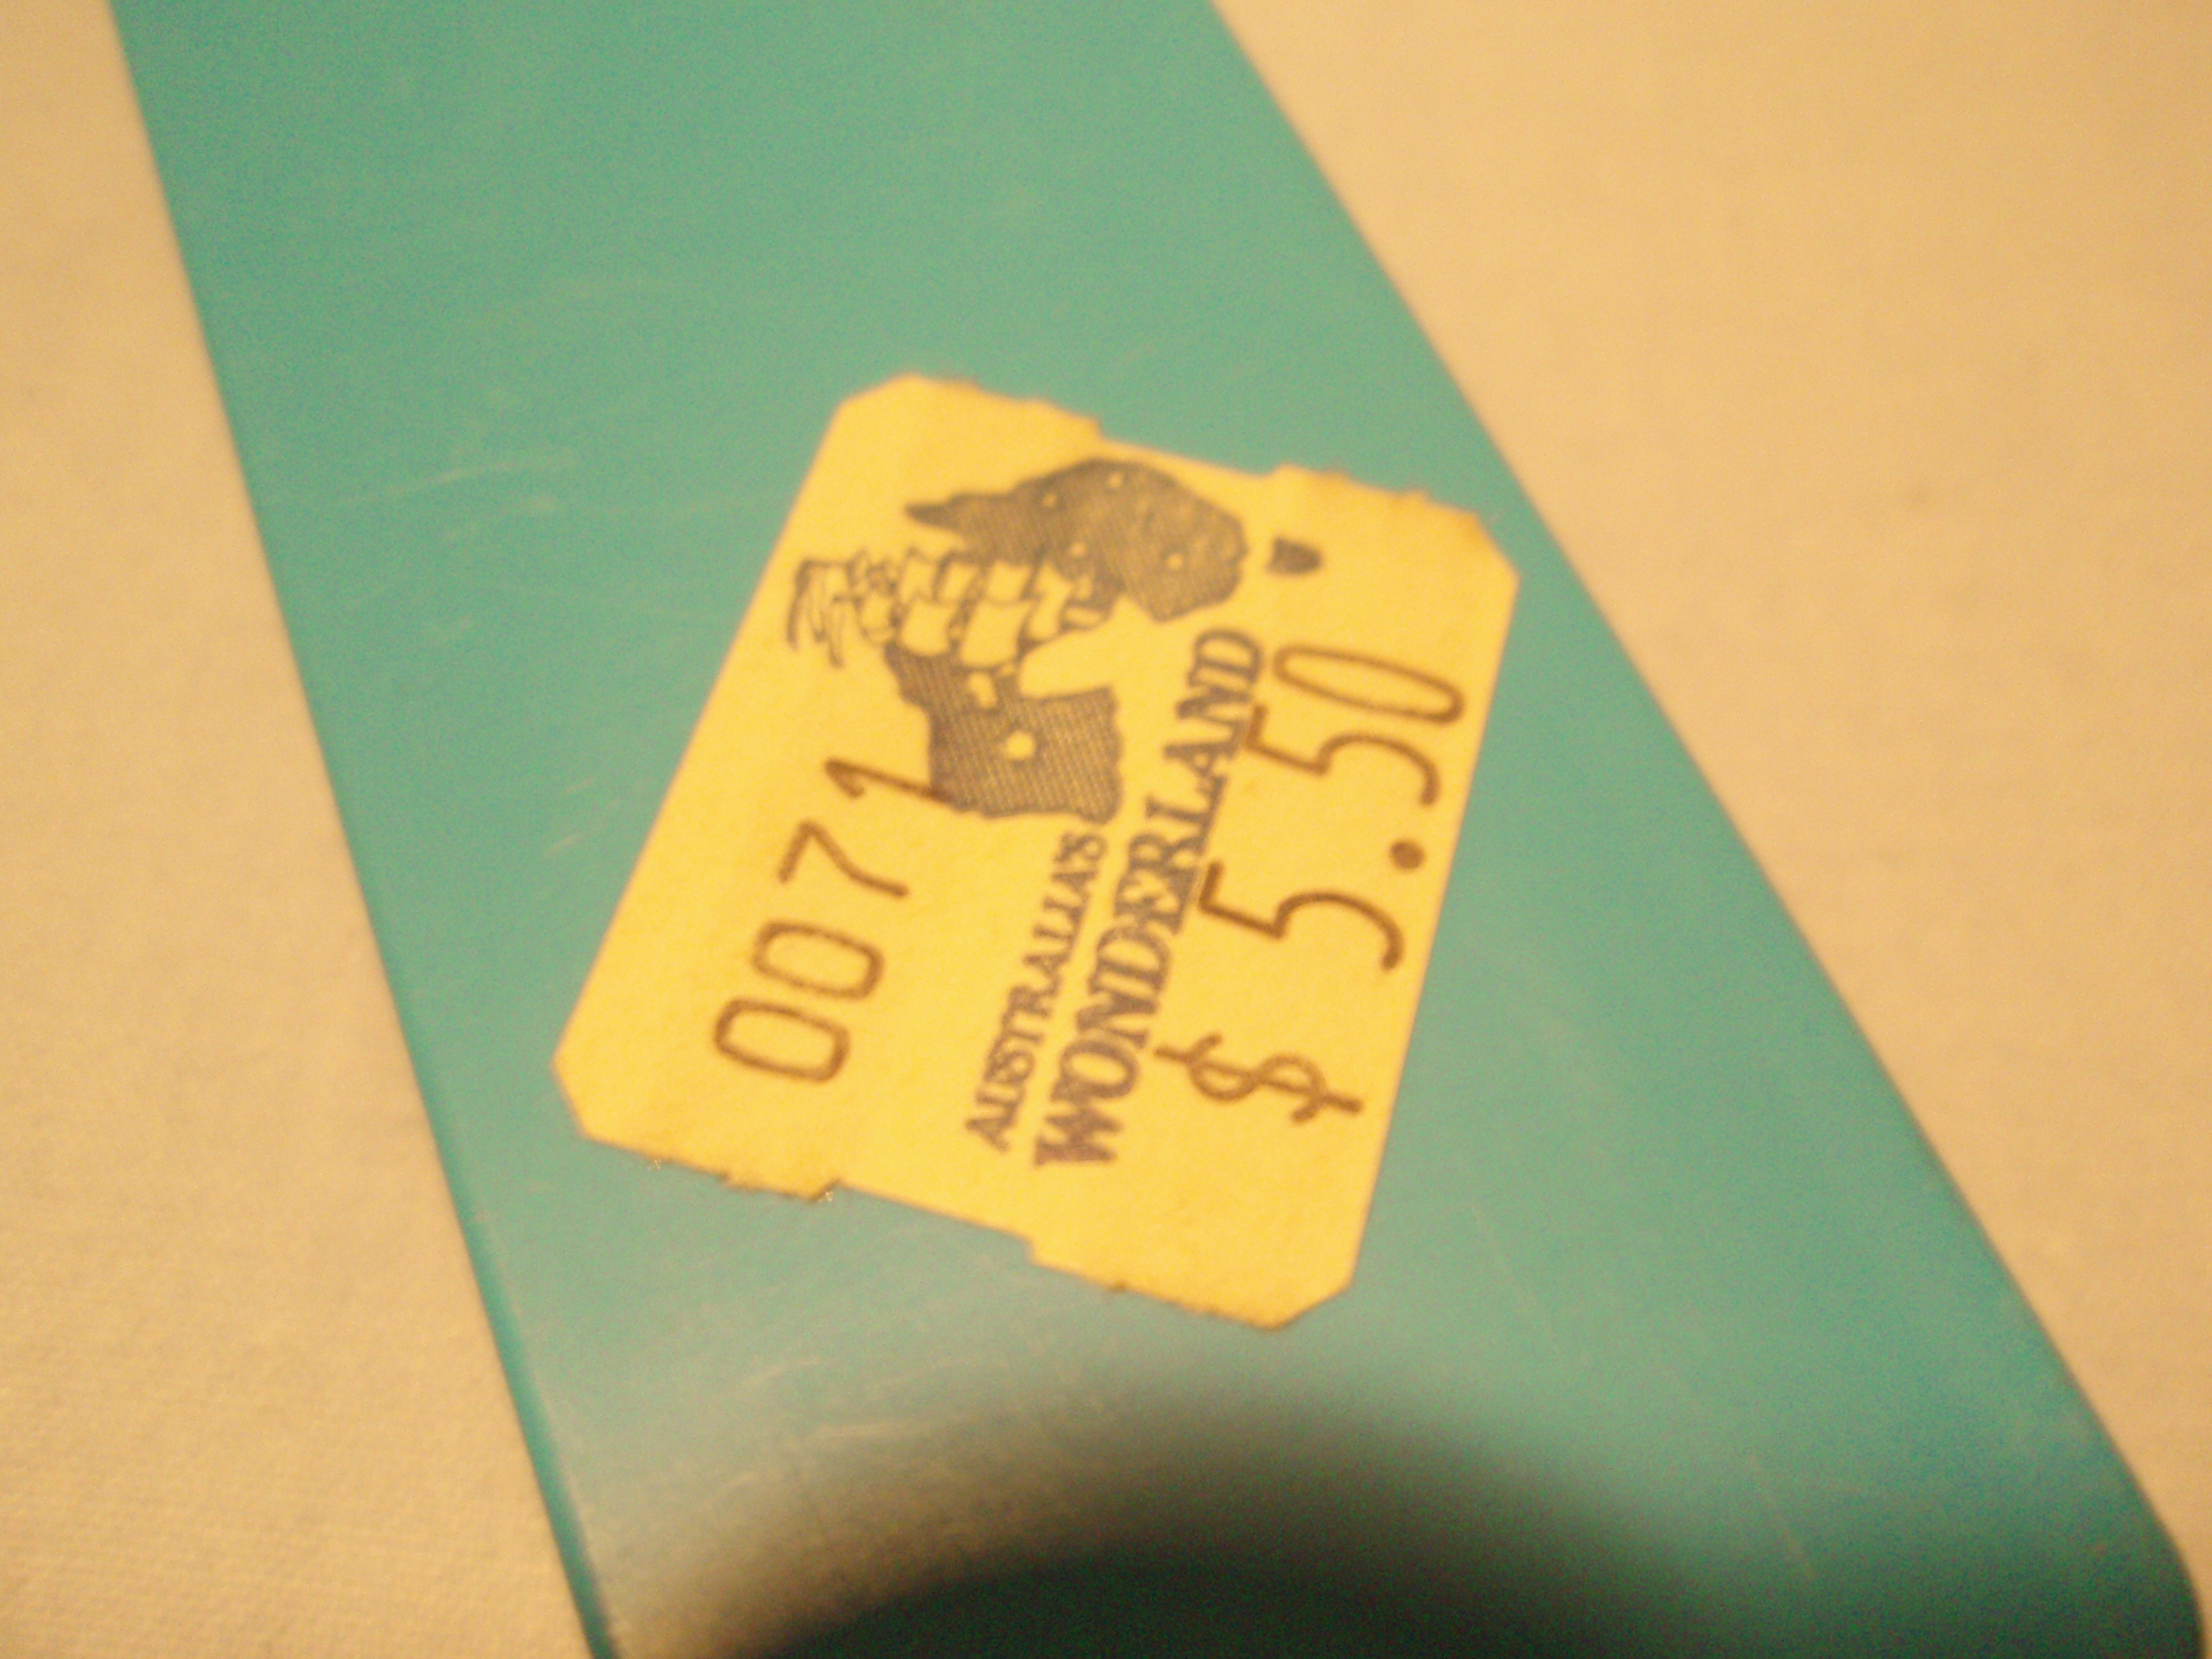 0071
AUSTRALIA'S
WONDERLAND
$ 5.50